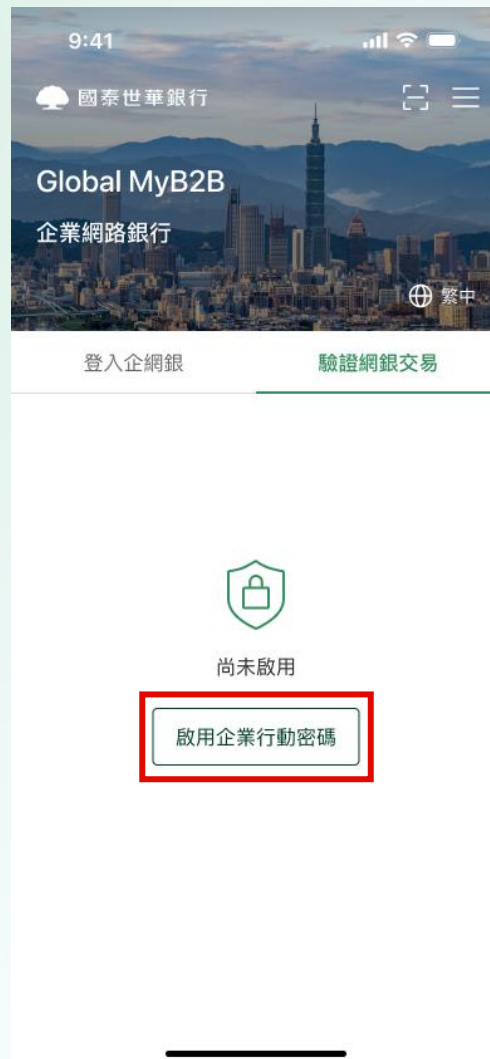 9:41
國泰世華銀行
Global MyB2B
企業網路銀行
繁中
登入企網銀
驗證網銀交易
尚未啟用
啟用企業行動密碼